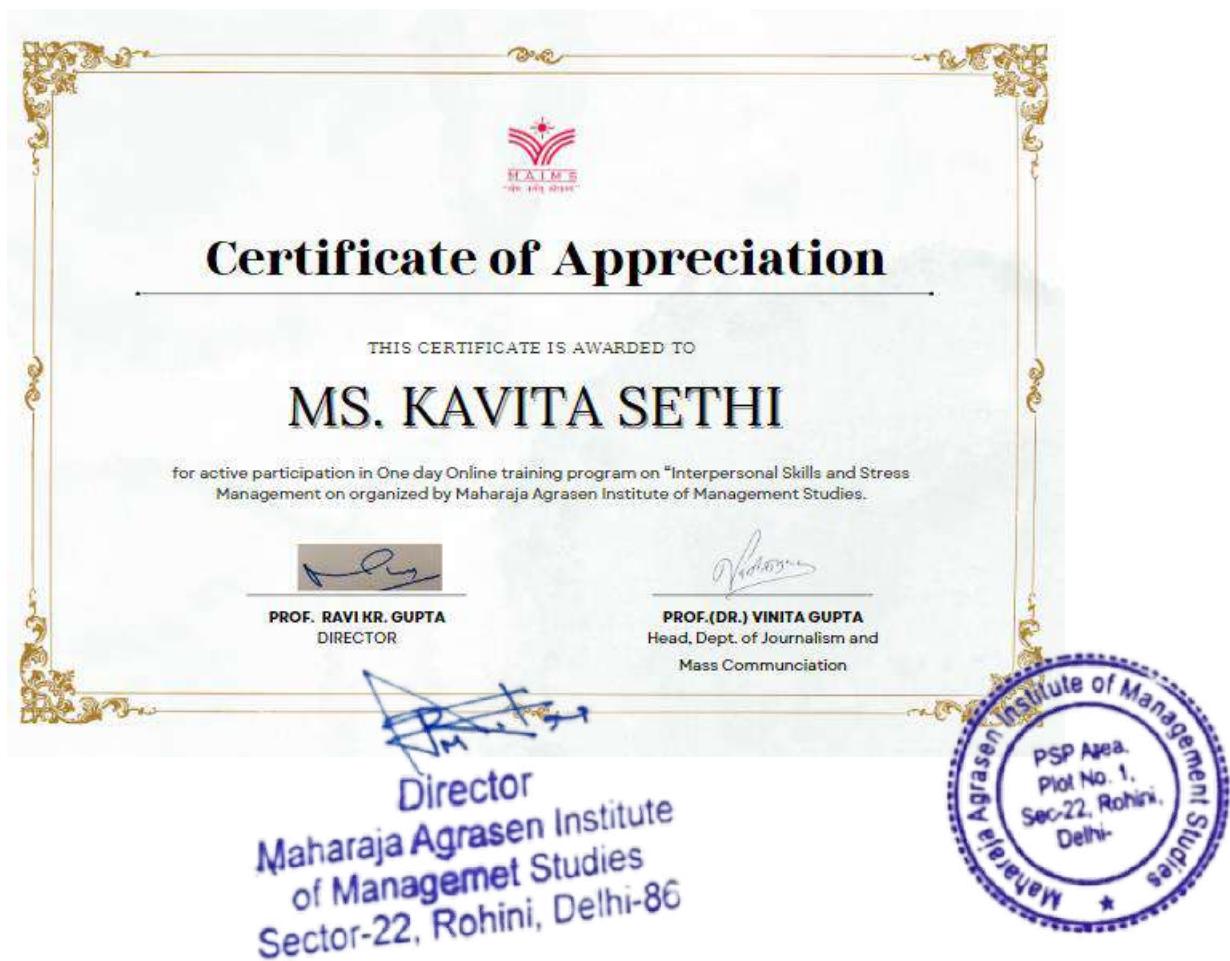 MAIMS
Certificate of Appreciation
THIS CERTIFICATE IS AWARDED TO
MS. KAVITA SETHI
for active participation in One day Online training program on "Interpersonal Skills and Stress
Management on organized by Maharaja Agrasen Institute of Management Studies.
PROF. RAVI KR. GUPTA
DIRECTOR
PROF.(DR.) VINITA GUPTA
Head, Dept. of Journalism and
Mass Communciation
Director
Maharaja Agrasen Institute
of Managemet Studies
Sector-22, Rohini, Delhi-86
Maharaja Agrasen Institute of Management Studies
PSP Area.
Plot No. 1,
Sec-22, Rohini,
Delhi-